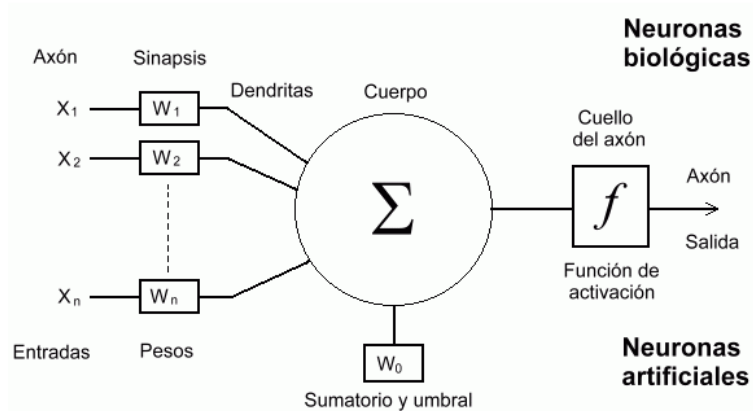 Neuronas
biológicas
Axón
Sinapsis
Dendritas
Cuerpo
Cuello
del axón
X1
W1
X2
W2
Σ
f
Axón
Salida
Xn
Wn
Función de
activación
Entradas
Pesos
W0
Sumatorio y umbral
Neuronas
artificiales